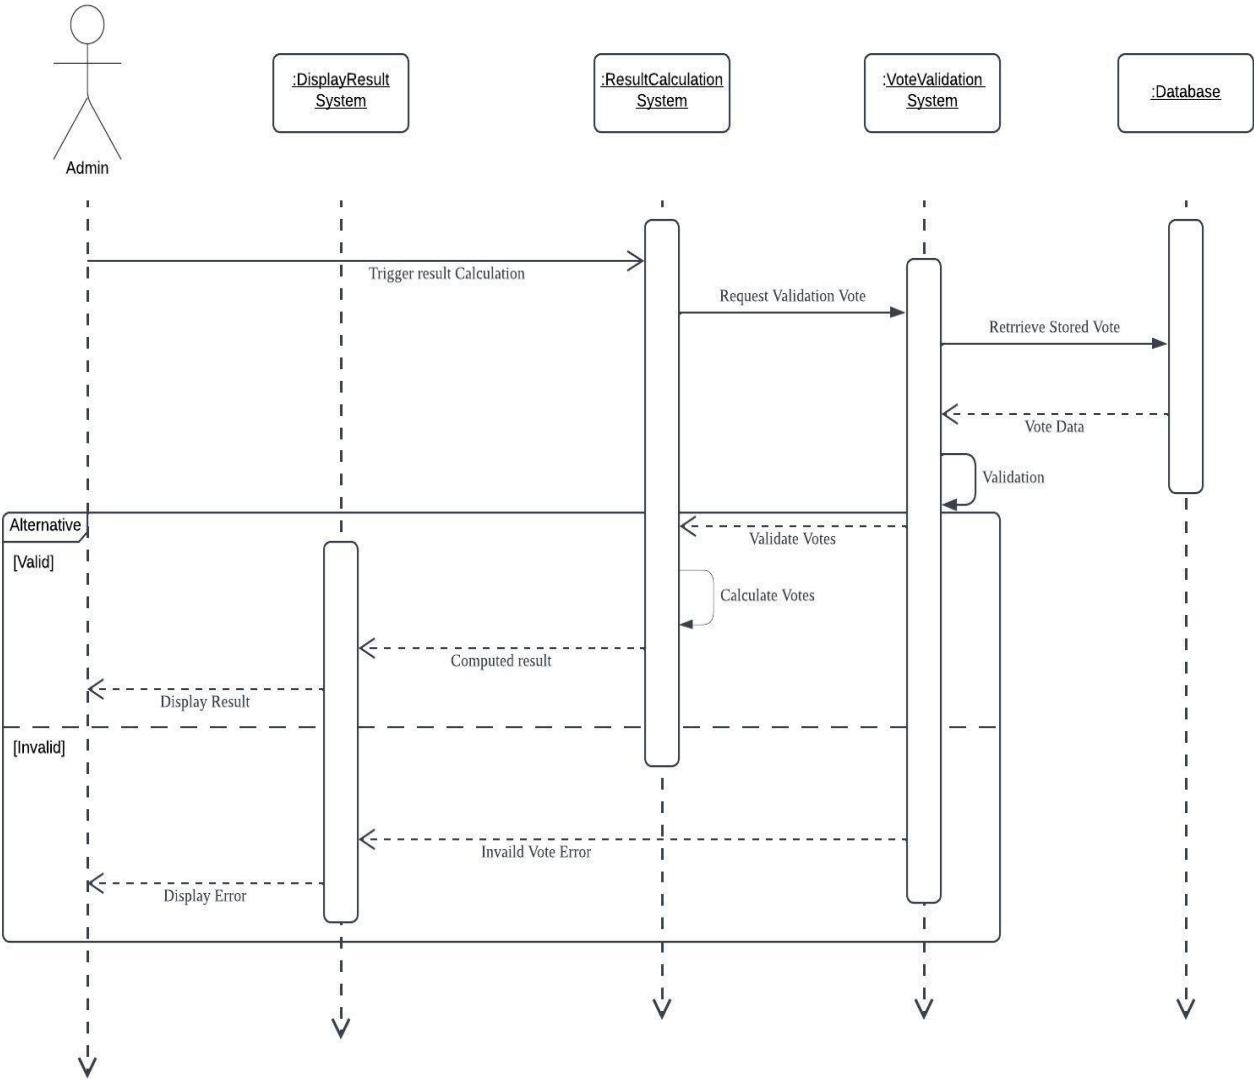 Admin
:DisplayResult
System
:ResultCalculation
System
:VoteValidation
System
:Database
Trigger result Calculation
Request Validation Vote
Retrrieve Stored Vote
Vote Data
Validation
Alternative
[Valid]
Validate Votes
Calculate Votes
Computed result
Display Result
[Invalid]
Invaild Vote Error
Display Error